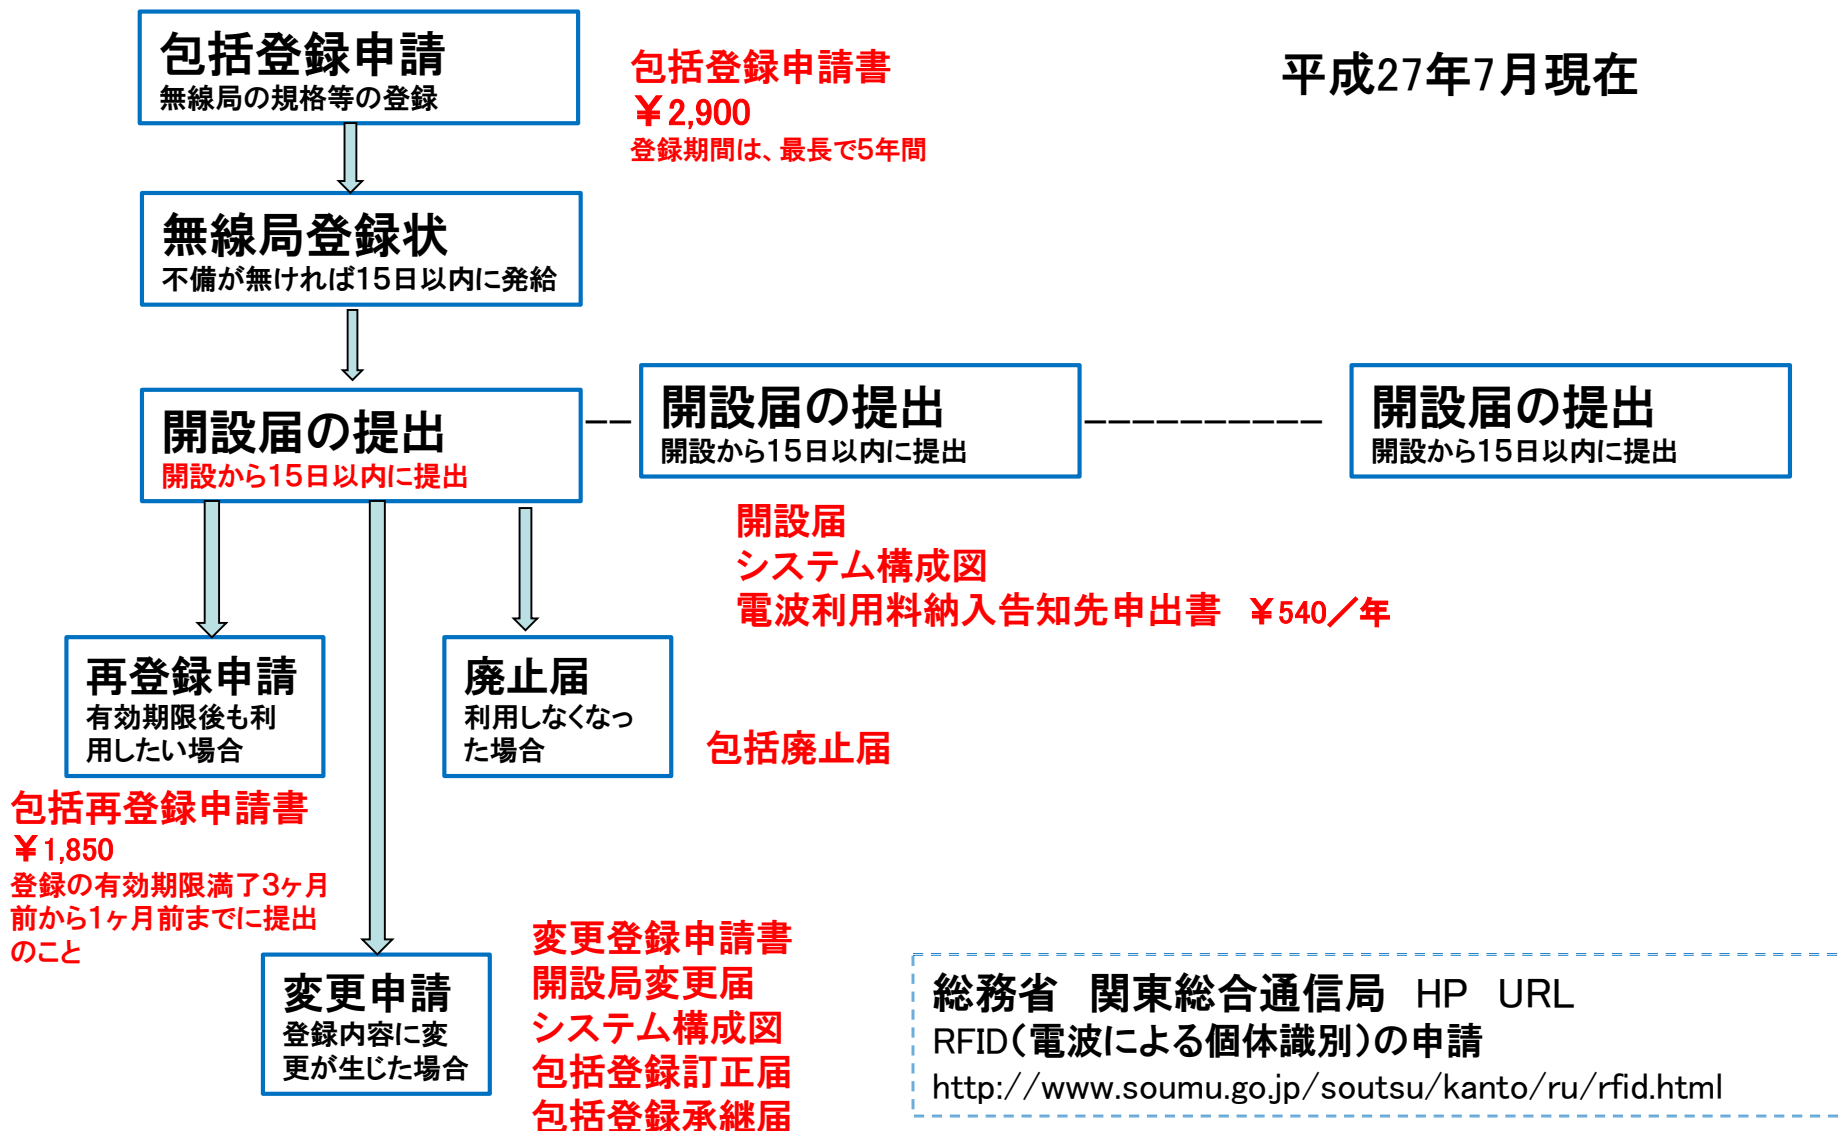 包括登録申請
無線局の規格等の登録
包括登録申請書
￥2,900
登録期間は、最長で5年間
平成27年7月現在
無線局登録状
不備が無ければ15日以内に発給
開設届の提出
開設から15日以内に提出
開設届の提出
開設から15日以内に提出
開設届の提出
開設から15日以内に提出
開設届
システム構成図
電波利用料納入告知先申出書　￥540／年
再登録申請
有効期限後も利
用したい場合
廃止届
利用しなくなっ
た場合
包括廃止届
包括再登録申請書
￥1,850
登録の有効期限満了3ヶ月
前から1ヶ月前までに提出
のこと
変更申請
登録内容に変
更が生じた場合
変更登録申請書
開設局変更届
システム構成図
包括登録訂正届
包括登録承継届
総務省　関東総合通信局　HP　URL
RFID（電波による個体識別）の申請
http://www.soumu.go.jp/soutsu/kanto/ru/rfid.html